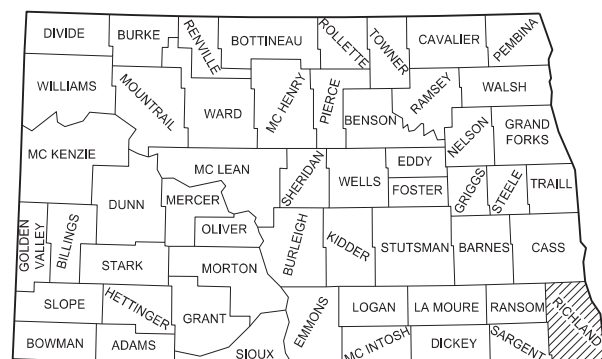 DIVIDE
BURKE
RENVILLE
BOTTINEAU
ROLLETTE
TOWNER
CAVALIER
PEMBINA
WILLIAMS
MOUNTRAIL
WARD
MC HENRY
PIERCE
BENSON
RAMSEY
WALSH
NELSON
GRAND
FORKS
MC KENZIE
DUNN
MC LEAN
MERCER
OLIVER
SHERIDAN
WELLS
EDDY
FOSTER
GRIGGS
STEELE
TRAILL
GOLDEN
VALLEY
BILLINGS
STARK
MORTON
BURLEIGH
KIDDER
STUTSMAN
BARNES
CASS
SLOPE
HETTINGER
GRANT
EMMONS
LOGAN
LA MOURE
RANSOM
RICHLAND
BOWMAN
ADAMS
SIOUX
MC INTOSH
DICKEY
SARGENT